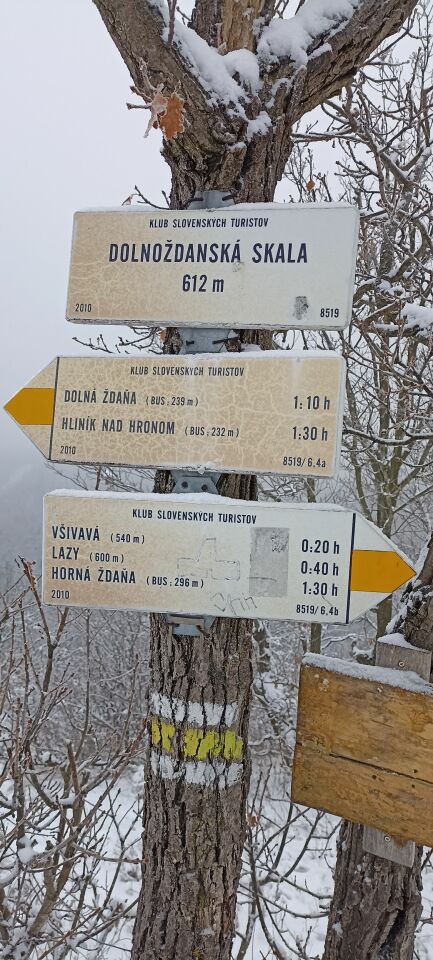 KLUB SLOVENSKÝCH TURISTOV
DOLNOŽDANSKÁ SKALA
612 m
2010 8519
KLUB SLOVENSKÝCH TURISTOV
DOLNÁ ŽDAŇA (BUS; 239 m) 1:10 h
HLINÍK NAD HRONOM (BUS; 232 m) 1:30 h
2010 8519/6,4a
KLUB SLOVENSKÝCH TURISTOV
VŠIVAVÁ (540 m) 0:20 h
LAZY (600 m) 0:40 h
HORNÁ ŽDAŇA (BUS; 296 m) 1:30 h
2010 8519/6,4b